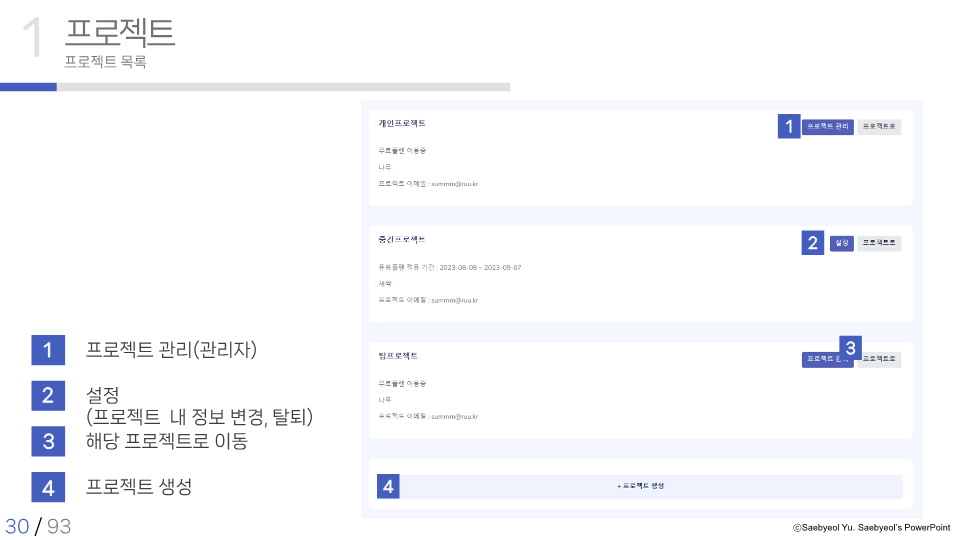 1
프로젝트
프로젝트 목록
개인프로젝트
1
프로젝트 관리
프로젝트로
무료플랜 이용중
나무
프로젝트 이메일 : summm@ruu.kr
중간프로젝트
2
설정
프로젝트로
유료플랜 적용 기간 : 2023-08-08 ~ 2023-09-07
새싹
프로젝트 이메일 : summm@ruu.kr
팀프로젝트
3
프로젝트
프로젝트로
무료플랜 이용중
나무
프로젝트 이메일 : summm@ruu.kr
4
+ 프로젝트 생성
1 프로젝트 관리(관리자)
2 설정
(프로젝트 내 정보 변경, 탈퇴)
3 해당 프로젝트로 이동
4 프로젝트 생성
30 / 93
ⓒSaebyeol Yu. Saebyeol's PowerPoint